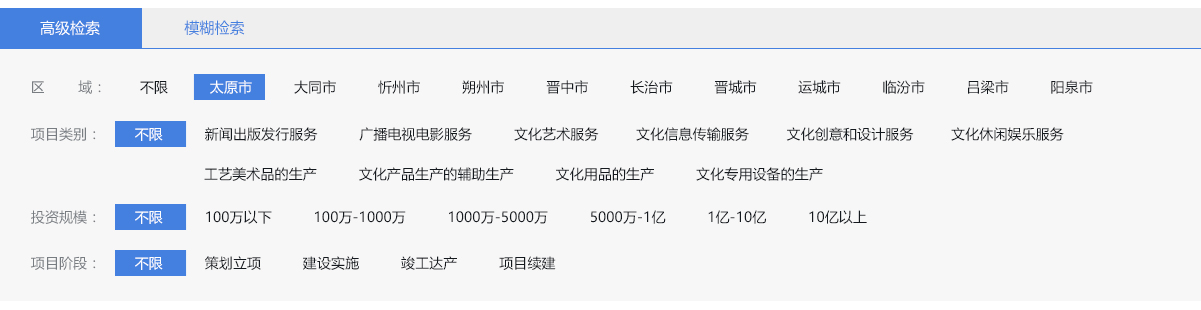 高级检索 模糊检索
区 域： 不限 太原市 大同市 忻州市 朔州市 晋中市 长治市 晋城市 运城市 临汾市 吕梁市 阳泉市
项目类别： 不限 新闻出版发行服务 广播电视电影服务 文化艺术服务 文化信息传输服务 文化创意和设计服务 文化休闲娱乐服务
工艺美术品的生产 文化产品生产的辅助生产 文化用品的生产 文化专用设备的生产
投资规模： 不限 100万以下 100万-1000万 1000万-5000万 5000万-1亿 1亿-10亿 10亿以上
项目阶段： 不限 策划立项 建设实施 竣工达产 项目续建